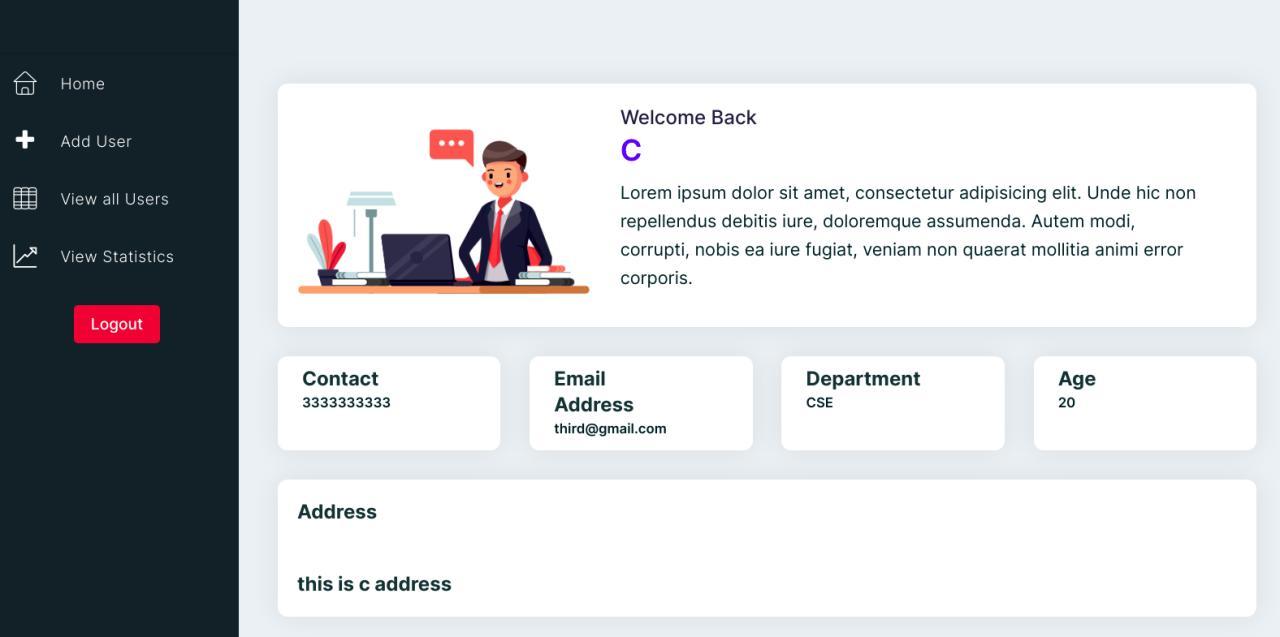 Home
Add User
View all Users
View Statistics
Logout
Welcome Back
C
Lorem ipsum dolor sit amet, consectetur adipisicing elit. Unde hic non
repellendus debitis iure, doloremque assumenda. Autem modi,
corrupti, nobis ea iure fugiat, veniam non quaerat mollitia animi error
corporis.
Contact
3333333333
Email
Address
third@gmail.com
Department
CSE
Age
20
Address
this is c address